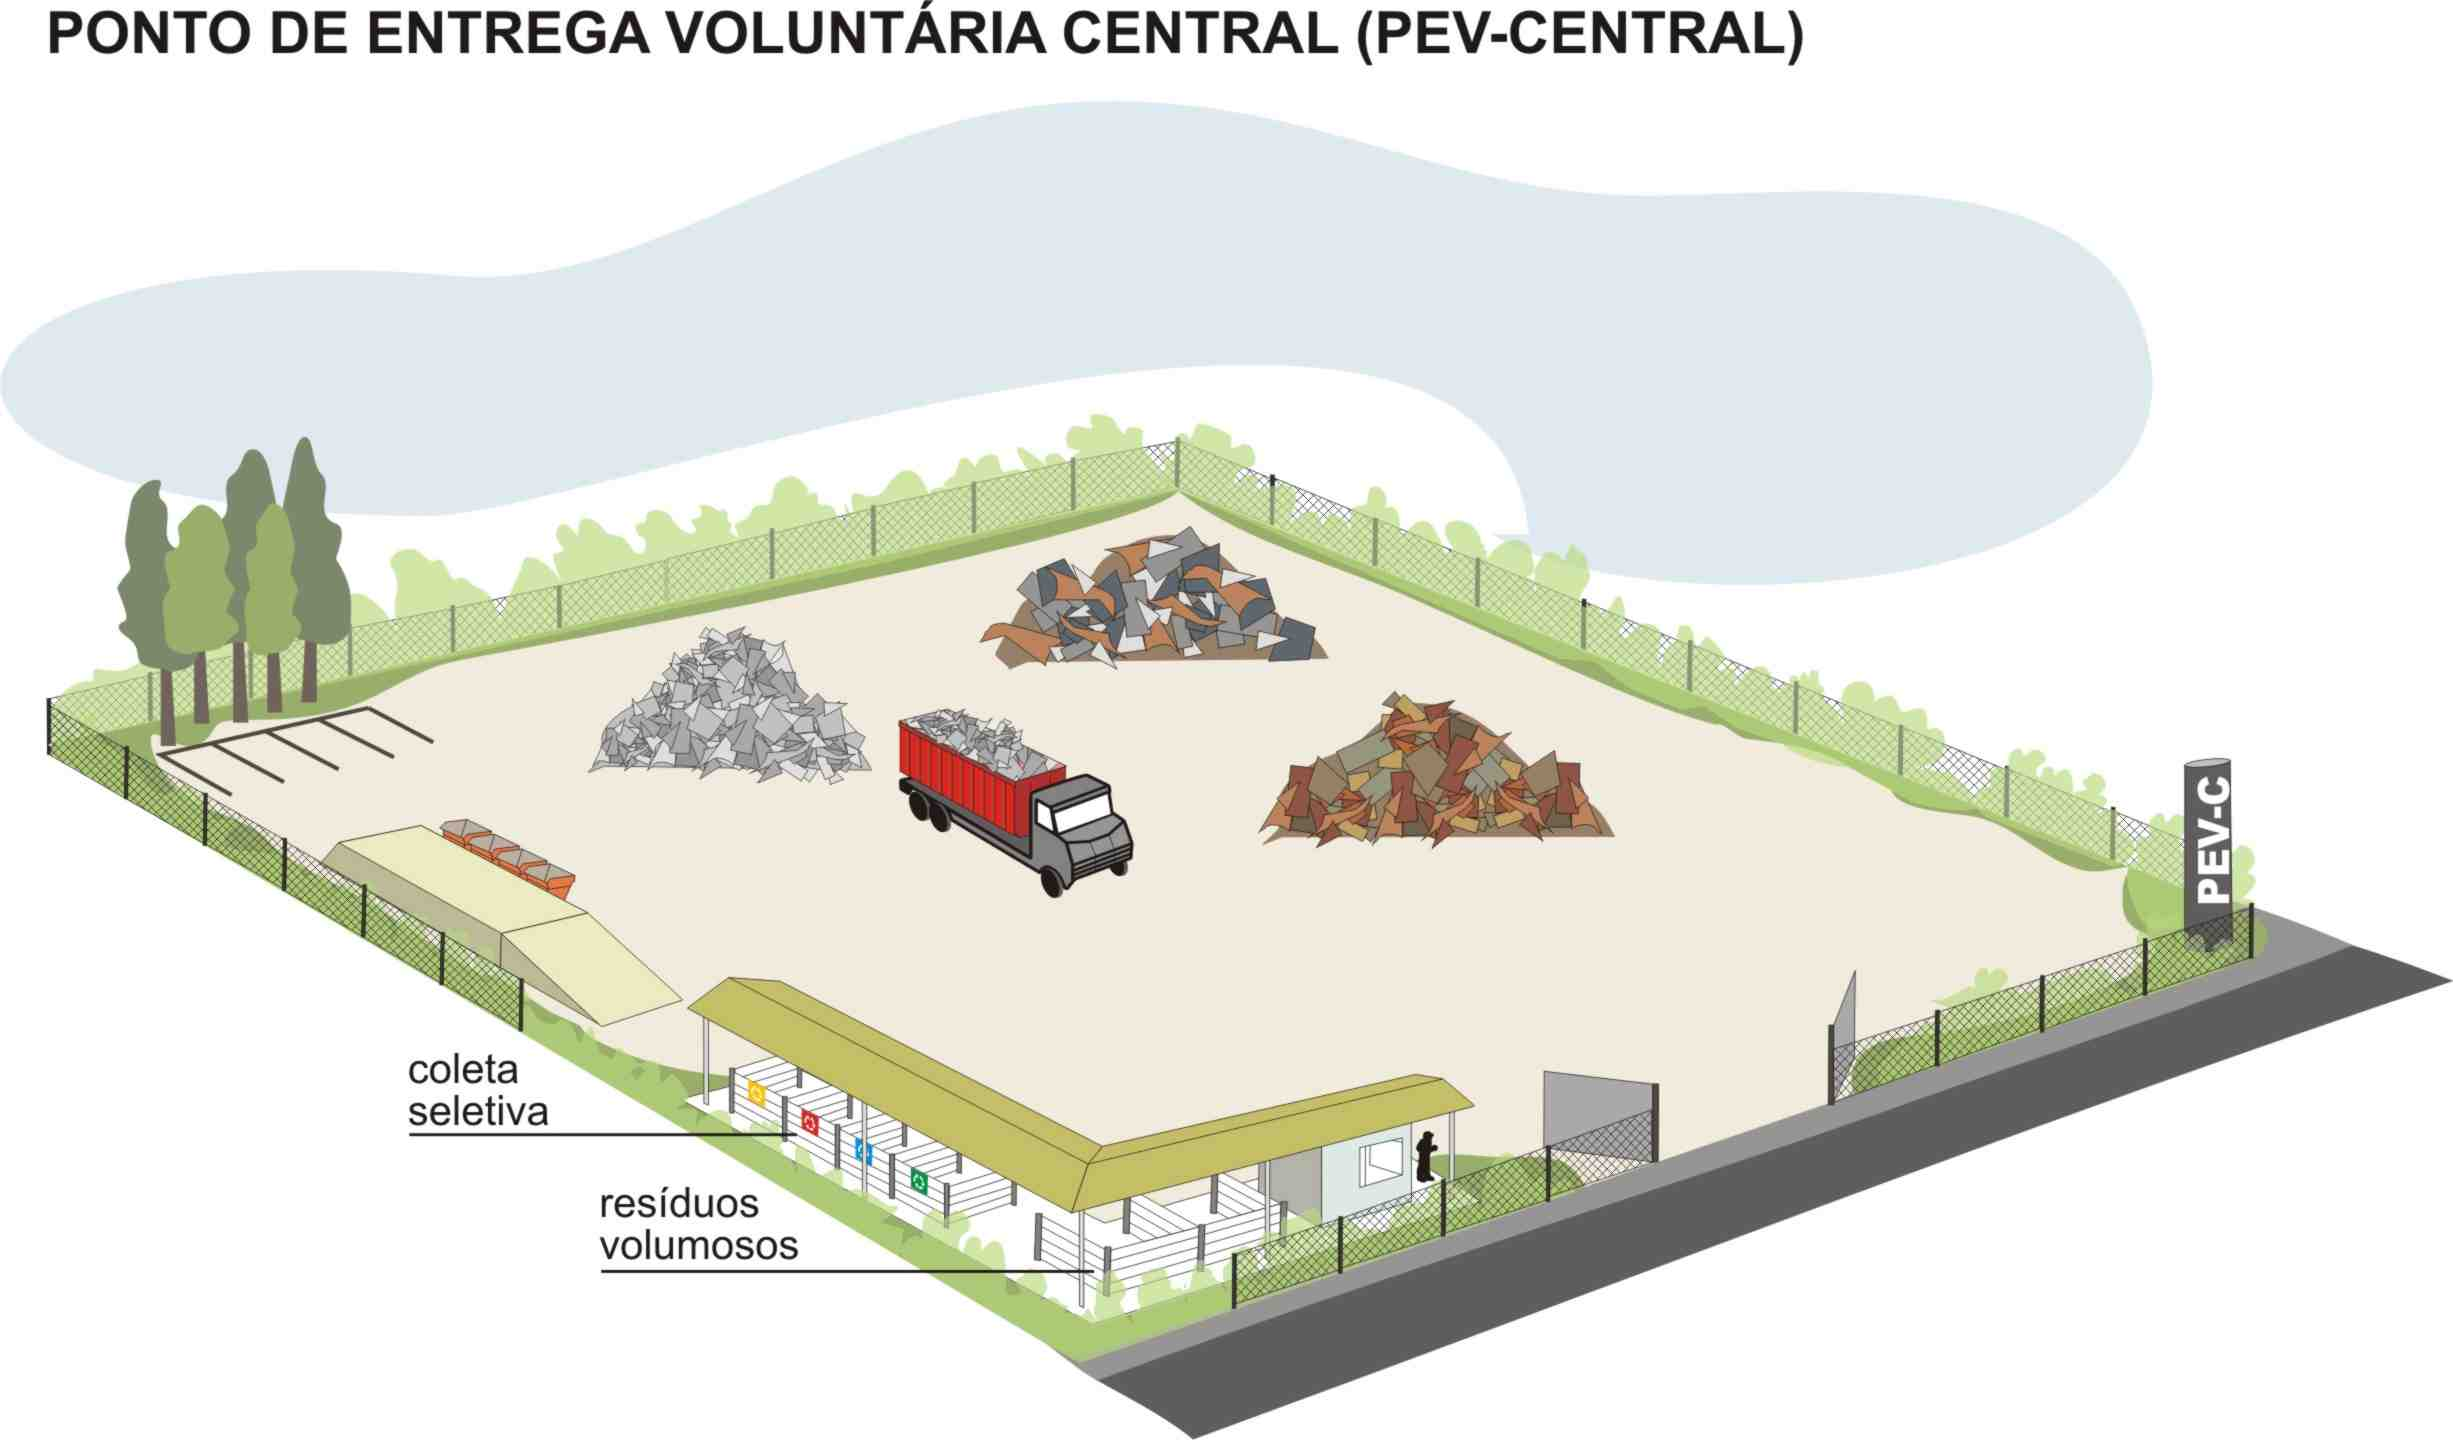 PONTO DE ENTREGA VOLUNTÁRIA CENTRAL (PEV-CENTRAL)
PEV-C
coleta
seletiva
resíduos
volumosos